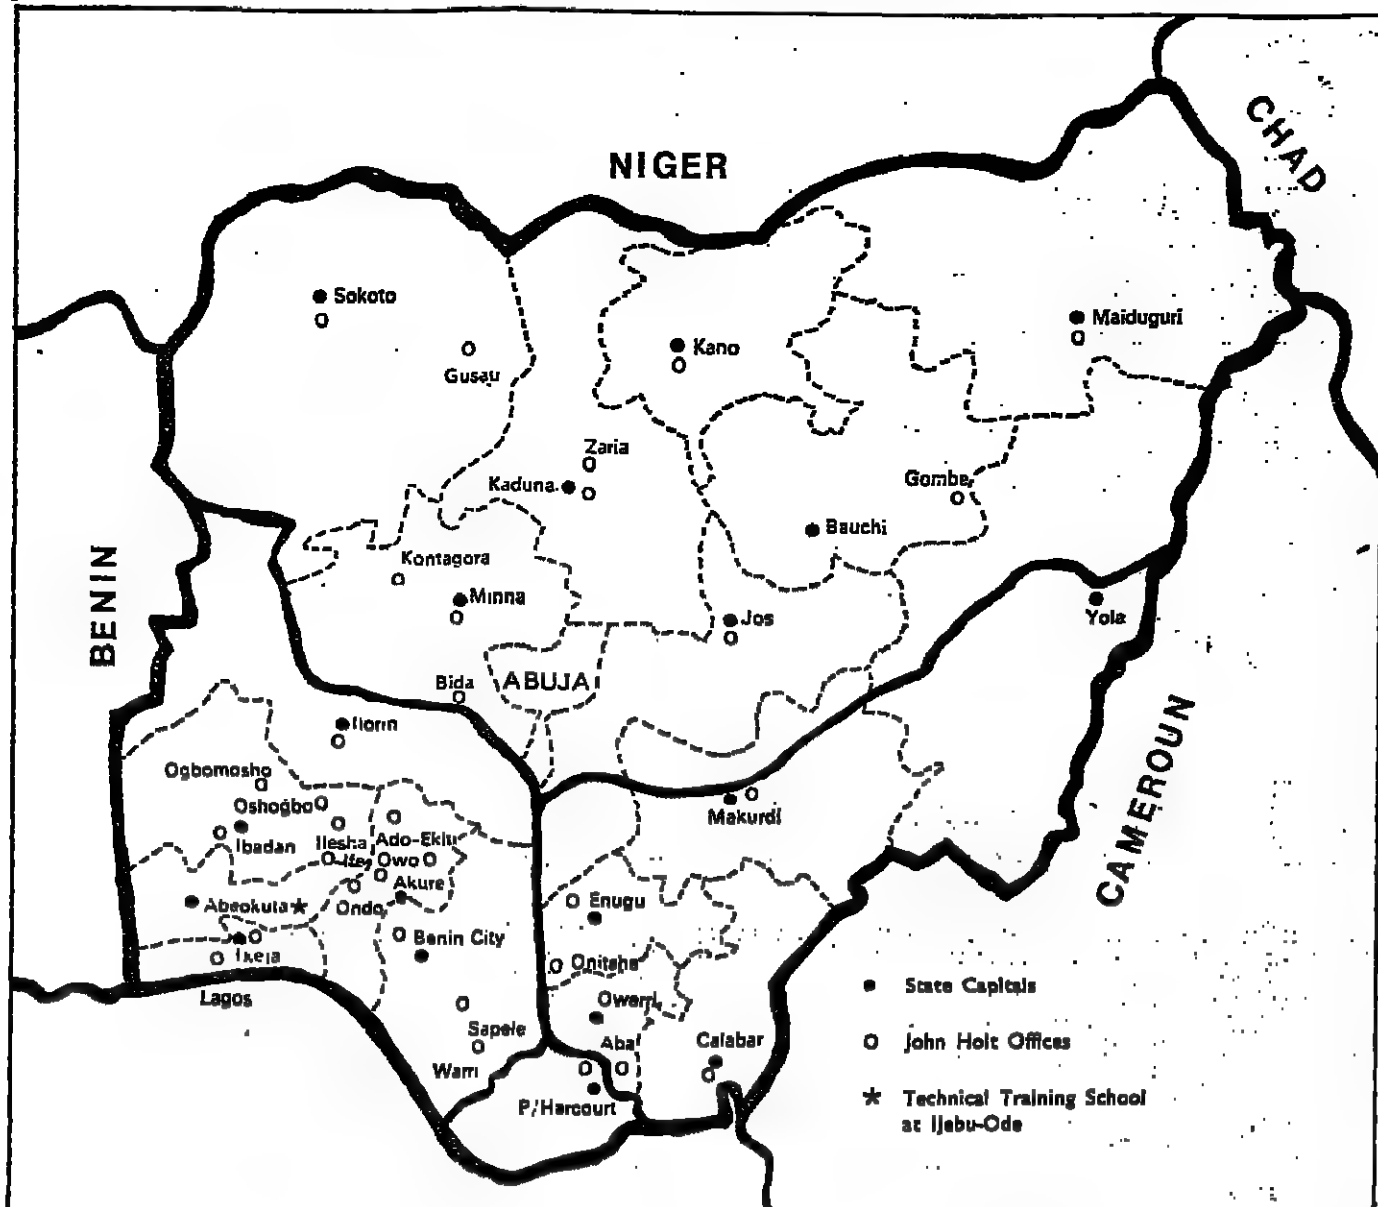 NIGER
CHAD
Sokoto
Gusau
Kano
Maiduguri
Zaria
Kaduna
Gombe
Bauchi
BENIN
Kontagora
Minna
Jos
Yola
Bida
ABUJA
Ilorin
CAMEROUN
Ogbomosho
Oshogbo
Makurdi
Ibadan
Ilesha
Ado-Ekiti
Ife
Owo
Akure
Enugu
Abeokuta
Ondo
Benin City
Ikeja
Onitsha
Lagos
Owerri
Sapele
Aba
Calabar
Warri
P/Harcourt
State Capitals
John Holt Offices
Technical Training School
at Ijebu-Ode